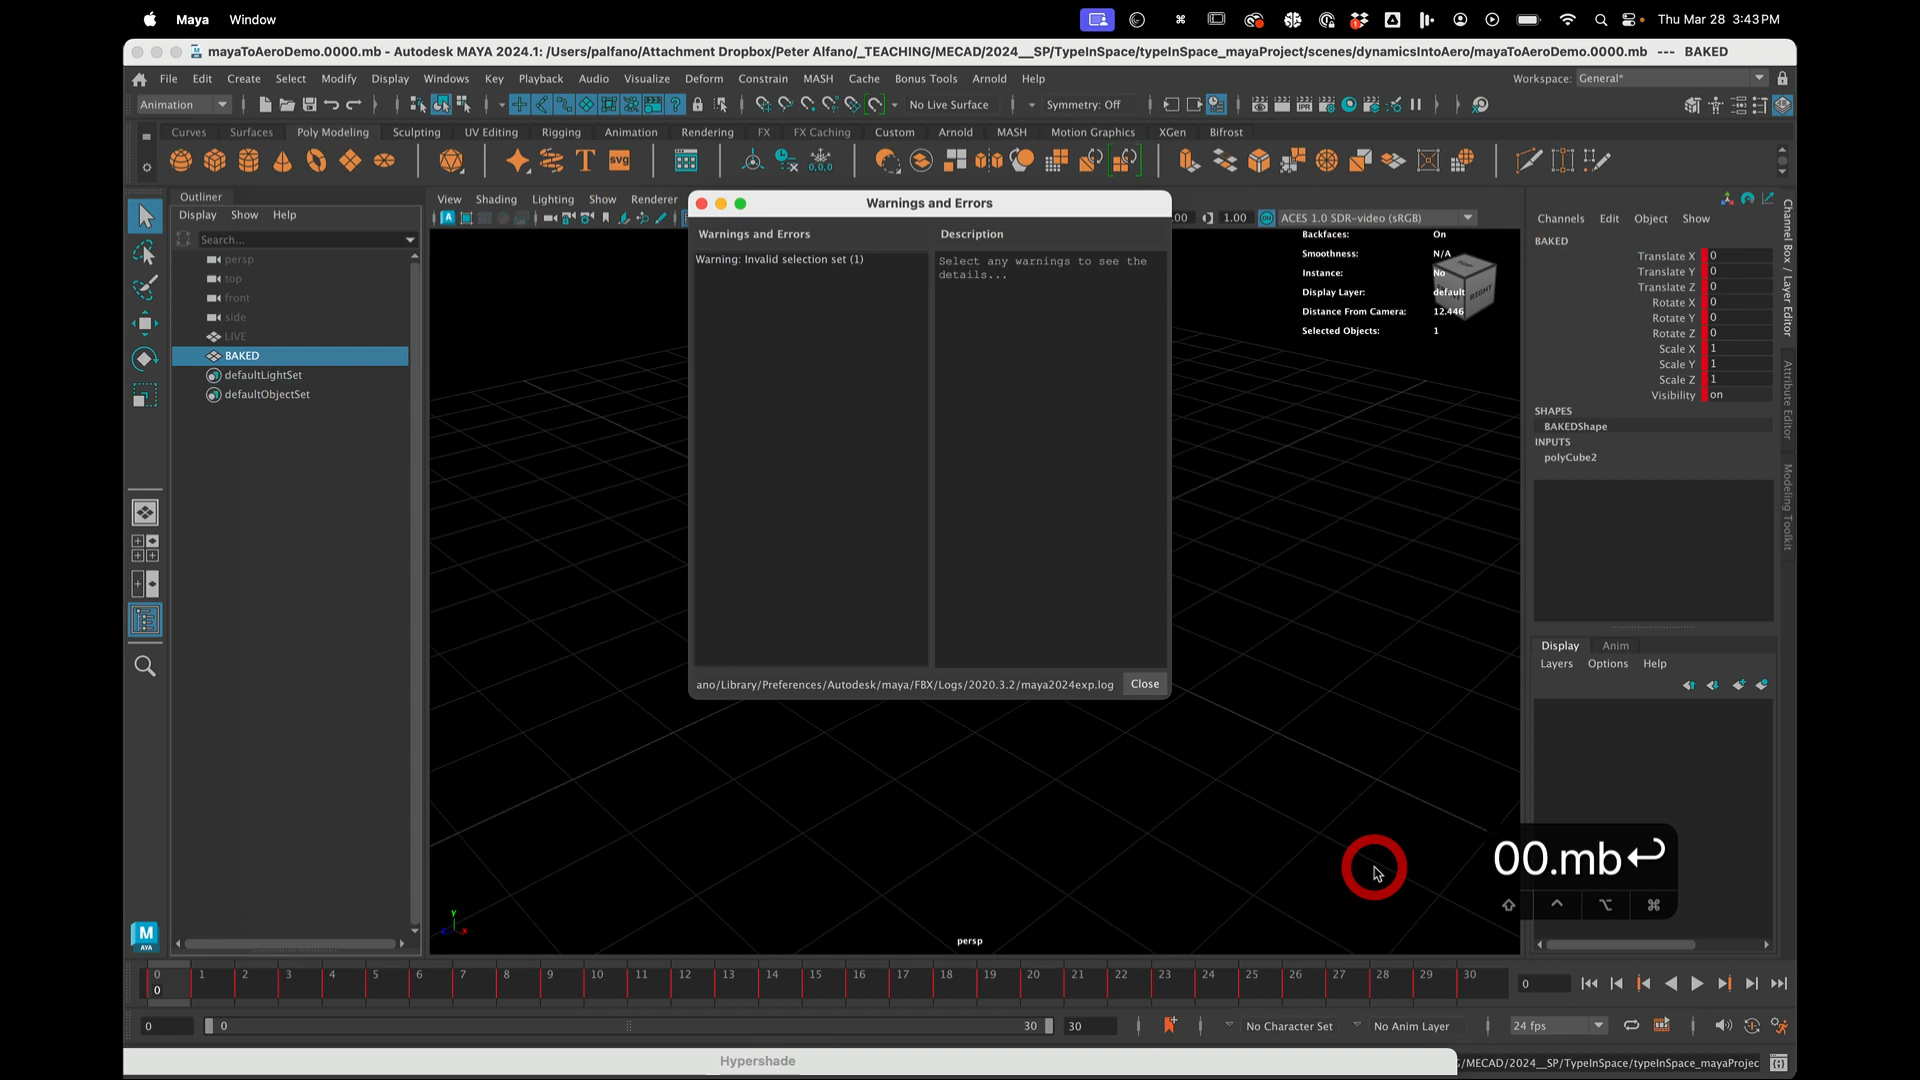 Maya Window Thu Mar 28 3:43 PM
mayaToAeroDemo.0000.mb - Autodesk MAYA 2024.1: /Users/palfano/Attachment Dropbox/Peter Alfano/_TEACHING/MECAD/2024__SP/TypeInSpace/typeInSpace_mayaProject/scenes/dynamicsIntoAero/mayaToAeroDemo.0000.mb --- BAKED
File Edit Create Select Modify Display Windows Key Playback Audio Visualize Deform Constrain MASH Cache Bonus Tools Arnold Help Workspace: General*
Animation No Live Surface Symmetry: Off
Curves Surfaces Poly Modeling Sculpting UV Editing Rigging Animation Rendering FX FX Caching Custom Arnold MASH Motion Graphics XGen Bifrost
T SVG 0,0,0
Outliner
Display Show Help
Search...
persp
top
front
side
LIVE
BAKED
defaultLightSet
defaultObjectSet
View Shading Lighting Show Renderer
.00 1.00 ACES 1.0 SDR-video (sRGB)
Warnings and Errors
Warnings and Errors Description
Warning: Invalid selection set (1)
Select any warnings to see the
details...
ano/Library/Preferences/Autodesk/maya/FBX/Logs/2020.3.2/maya2024exp.log Close
Backfaces: On
Smoothness: N/A
Instance: No
Display Layer: default
Distance From Camera: 12.446
Selected Objects: 1
RIGHT
persp
y
x
Channels Edit Object Show
BAKED
Translate X 0
Translate Y 0
Translate Z 0
Rotate X 0
Rotate Y 0
Rotate Z 0
Scale X 1
Scale Y 1
Scale Z 1
Visibility on
SHAPES
BAKEDShape
INPUTS
polyCube2
Channel Box / Layer Editor
Attribute Editor
Modeling Toolkit
Display Anim
Layers Options Help
00.mb↩
M
AYA
0 1 2 3 4 5 6 7 8 9 10 11 12 13 14 15 16 17 18 19 20 21 22 23 24 25 26 27 28 29 30
0
0
0 0 30 30 No Character Set No Anim Layer 24 fps
Hypershade
/MECAD/2024__SP/TypeInSpace/typeInSpace_mayaProjec